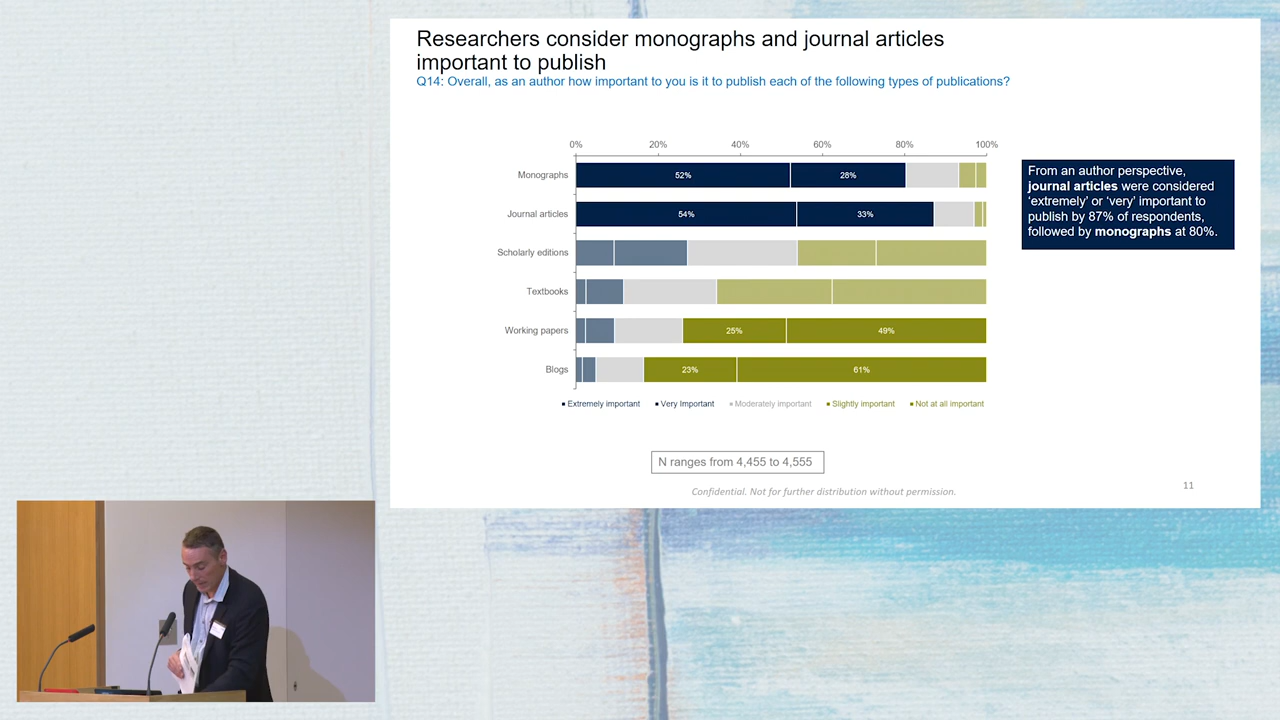 Researchers consider monographs and journal articles
important to publish
Q14: Overall, as an author how important to you is it to publish each of the following types of publications?
0% 20% 40% 60% 80% 100%
Monographs 52% 28%
Journal articles 54% 33%
Scholarly editions
Textbooks
Working papers 25% 49%
Blogs 23% 61%
Extremely important Very Important Moderately important Slightly important Not at all important
From an author perspective,
journal articles were considered
‘extremely’ or ‘very’ important to
publish by 87% of respondents,
followed by monographs at 80%.
N ranges from 4,455 to 4,555
Confidential. Not for further distribution without permission.
11